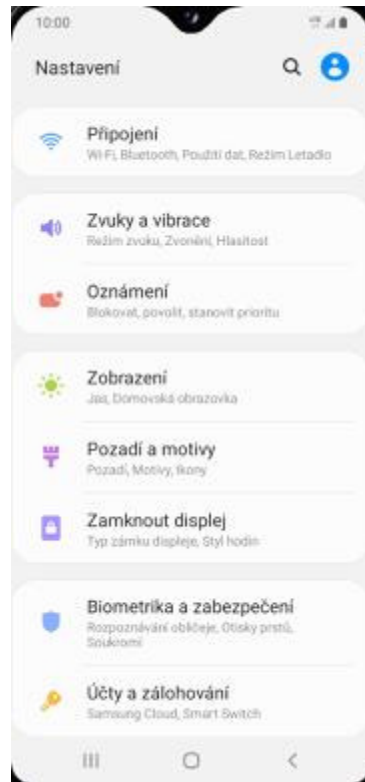 10:00
Nastavení
Připojení
Wi-Fi, Bluetooth, Použití dat, Režim Letadlo
Zvuky a vibrace
Režim zvuku, Zvonění, Hlasitost
Oznámení
Blokovat, povolit, stanovit prioritu
Zobrazení
Jas, Domovská obrazovka
Pozadí a motivy
Pozadí, Motivy, Ikony
Zamknout displej
Typ zámku displeje, Styl hodin
Biometrika a zabezpečení
Rozpoznávání obličeje, Otisky prstů,
Soukromí
Účty a zálohování
Samsung Cloud, Smart Switch